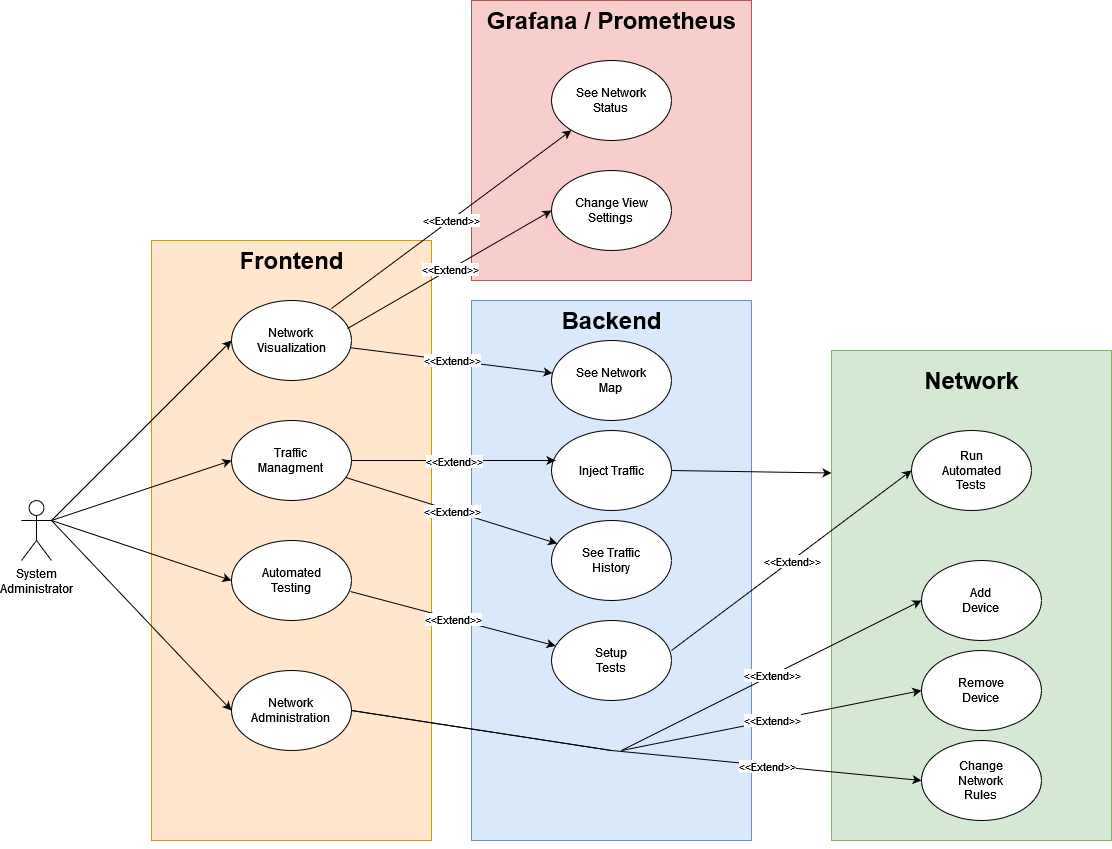 Grafana / Prometheus
See Network
Status
Change View
Settings
<<Extend>>
<<Extend>>
Frontend
Network
Visualization
Traffic
Managment
Automated
Testing
Network
Administration
System
Administrator
<<Extend>>
<<Extend>>
<<Extend>>
<<Extend>>
Backend
See Network
Map
Inject Traffic
See Traffic
History
Setup
Tests
<<Extend>>
<<Extend>>
<<Extend>>
<<Extend>>
Network
Run
Automated
Tests
Add
Device
Remove
Device
Change
Network
Rules